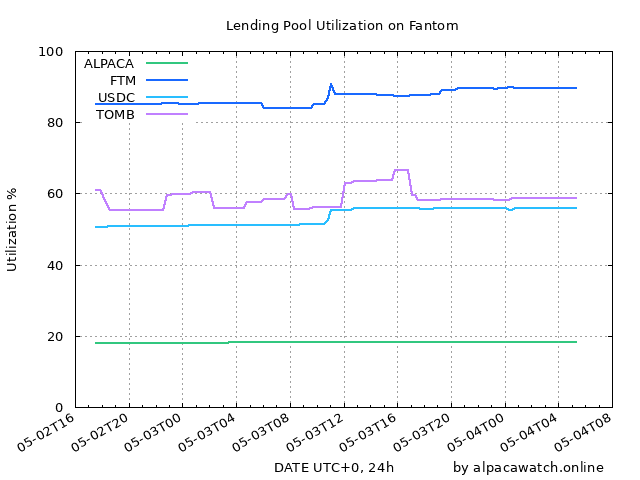 Lending Pool Utilization on Fantom
Utilization %
100
80
60
40
20
0
ALPACA
FTM
USDC
TOMB
05-02T16
05-02T20
05-03T00
05-03T04
05-03T08
05-03T12
05-03T16
05-03T20
05-04T00
05-04T04
05-04T08
DATE UTC+0, 24h
by alpacawatch.online